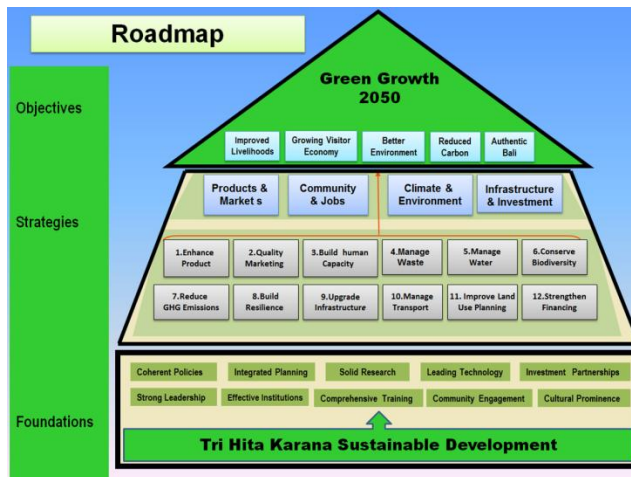 Roadmap
Green Growth
2050
Objectives
Improved
Livelihoods
Growing Visitor
Economy
Better
Environment
Reduced
Carbon
Authentic
Bali
Strategies
Products &
Market s
Community
& Jobs
Climate &
Environment
Infrastructure
& Investment
1.Enhance
Product
2.Quality
Marketing
3.Build human
Capacity
4.Manage
Waste
5.Manage
Water
6.Conserve
Biodiversity
7.Reduce
GHG Emissions
8.Build
Resilience
9.Upgrade
Infrastructure
10.Manage
Transport
11. Improve Land
Use Planning
12.Strengthen
Financing
Foundations
Coherent Policies
Integrated Planning
Solid Research
Leading Technology
Investment Partnerships
Strong Leadership
Effective Institutions
Comprehensive Training
Community Engagement
Cultural Prominence
Tri Hita Karana Sustainable Development